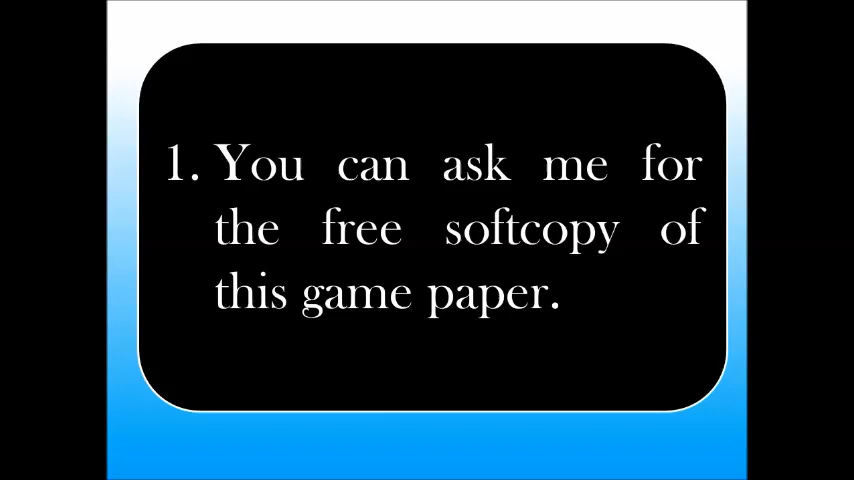 1. You can ask me for
the free softcopy of
this game paper.